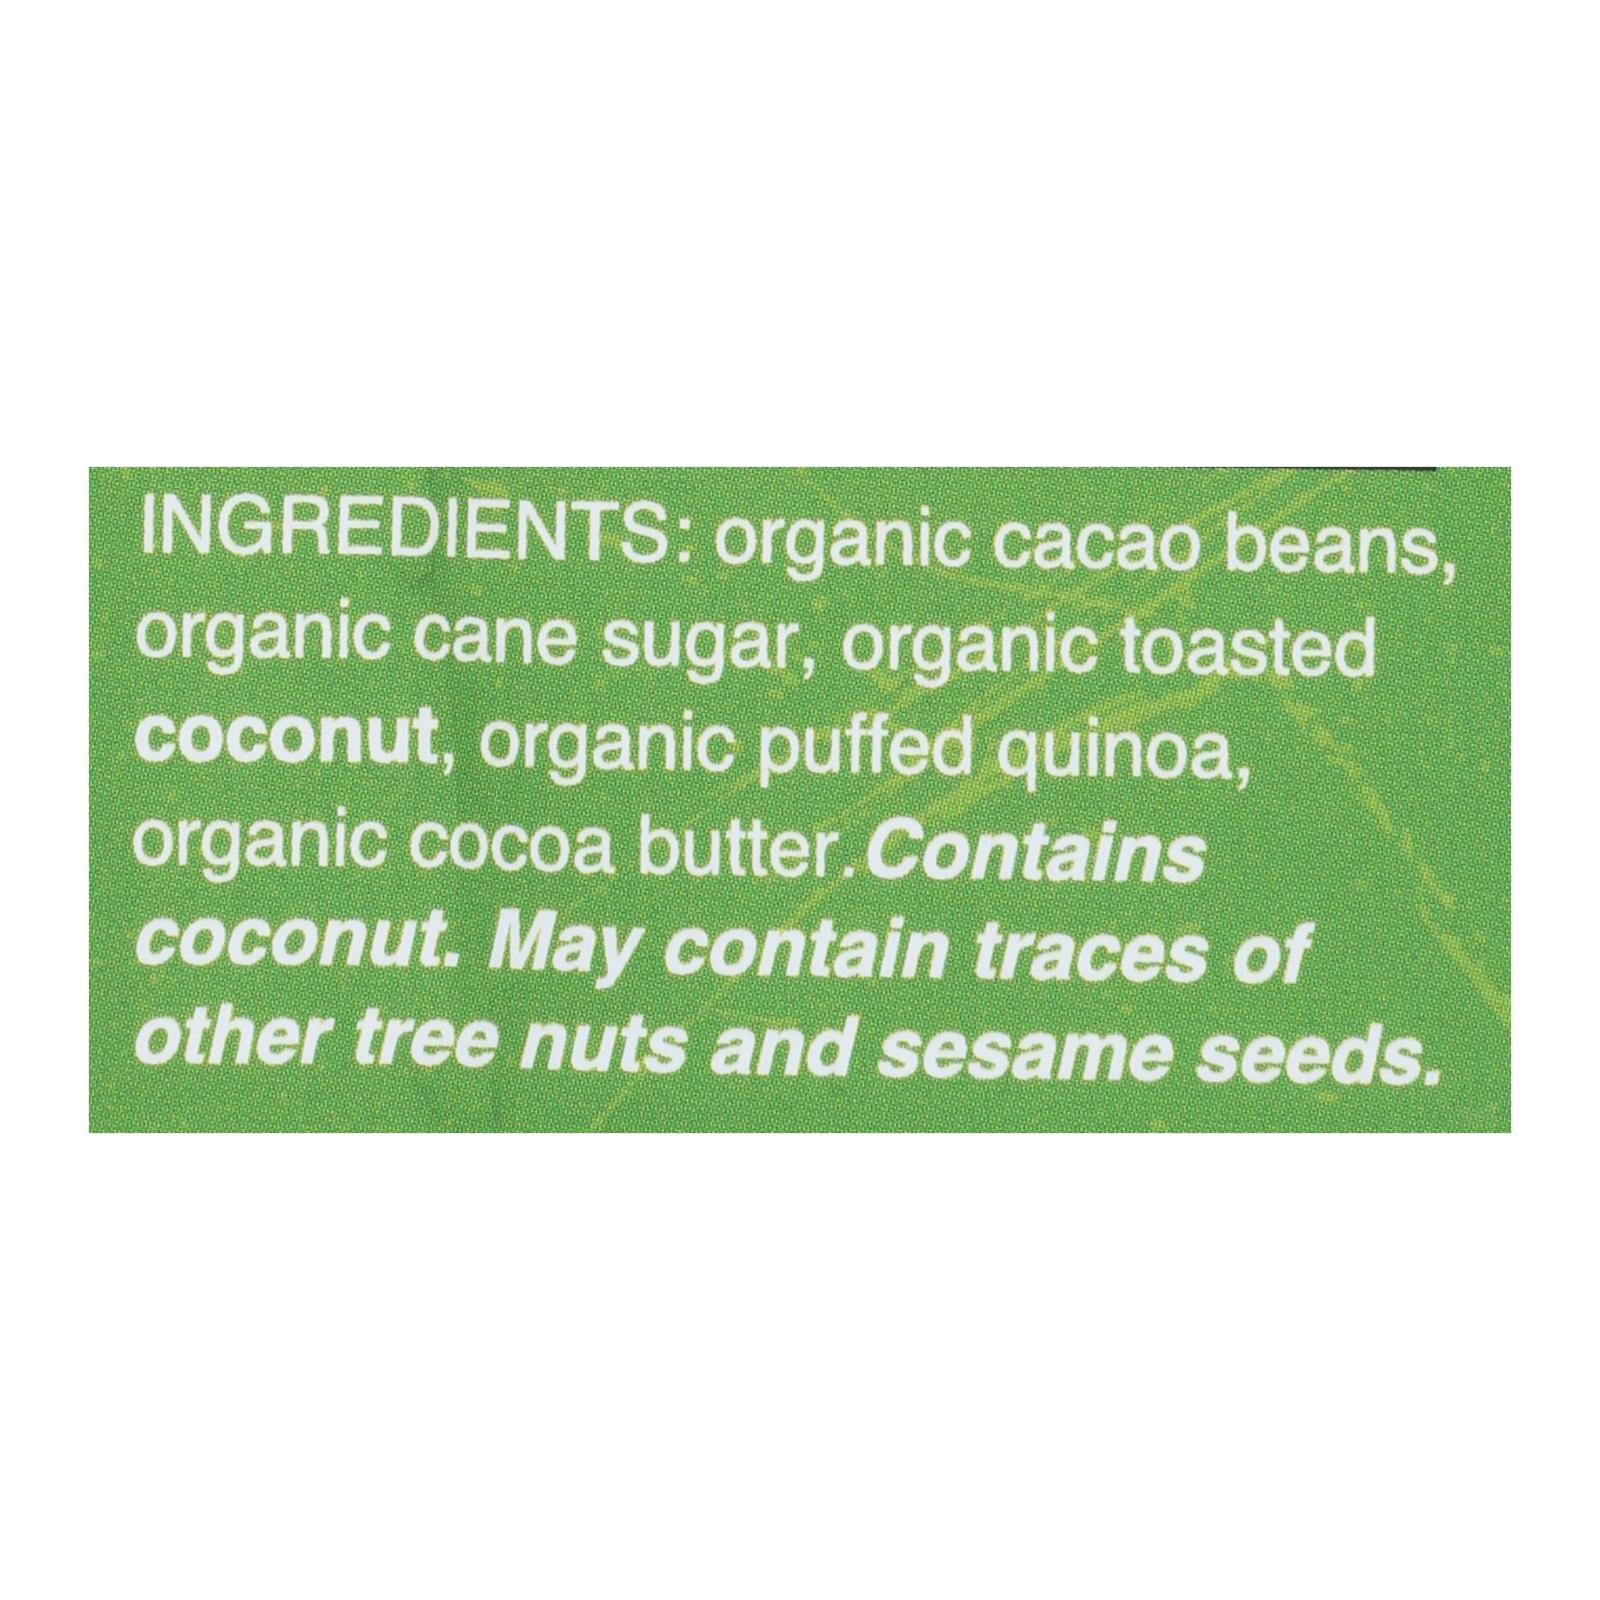 INGREDIENTS: organic cacao beans,
organic cane sugar, organic toasted
coconut, organic puffed quinoa,
organic cocoa butter.Contains
coconut. May contain traces of
other tree nuts and sesame seeds.